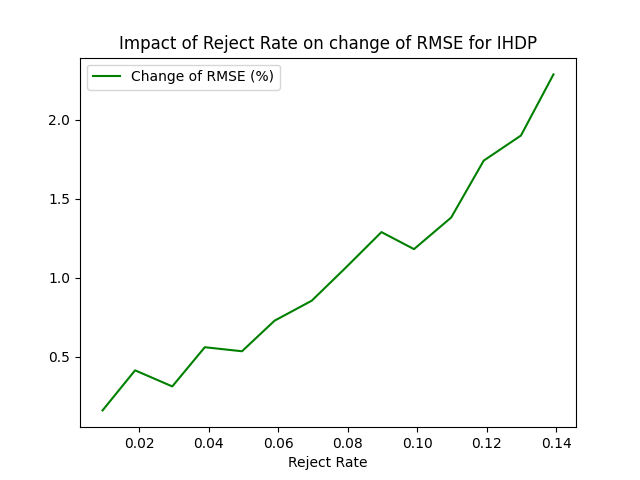 Impact of Reject Rate on change of RMSE for IHDP
Change of RMSE (%)
2.0
1.5
1.0
0.5
0.02 0.04 0.06 0.08 0.10 0.12 0.14
Reject Rate